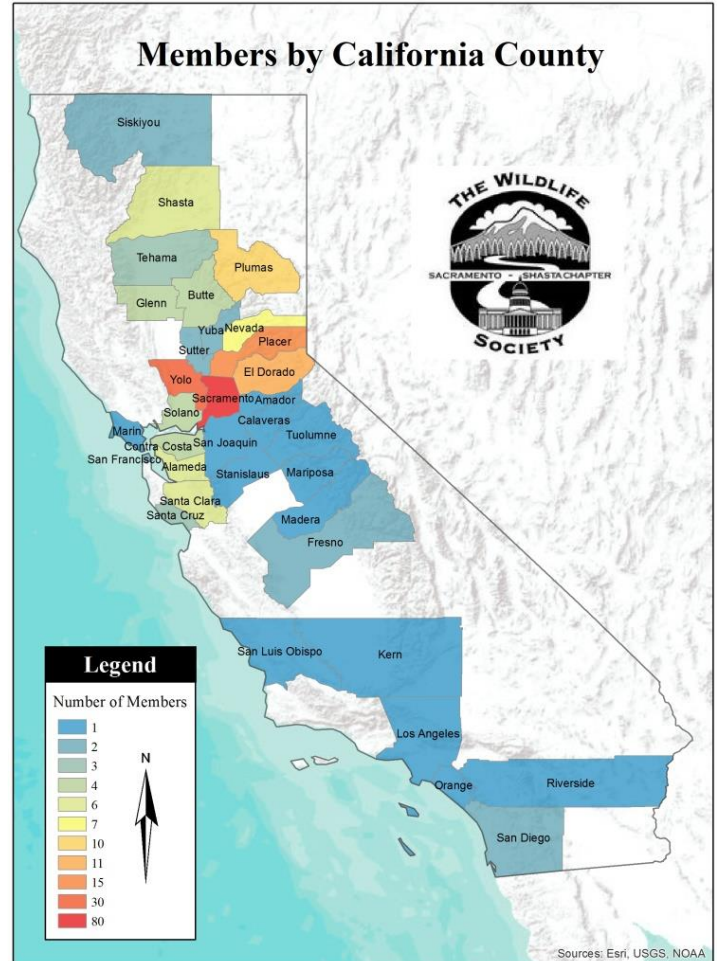 Members by California County
Siskiyou
Shasta
Tehama
Plumas
Glenn
Butte
Yuba
Nevada
Sutter
Placer
Yolo
El Dorado
Sacramento
Amador
Solano
Calaveras
Marin
Contra Costa
San Joaquin
Tuolumne
San Francisco
Alameda
Stanislaus
Mariposa
Santa Clara
Santa Cruz
Madera
Fresno
San Luis Obispo
Kern
Los Angeles
Orange
Riverside
San Diego
THE WILDLIFE
SACRAMENTO - SHASTA CHAPTER
SOCIETY
Legend
Number of Members
1
2
3
4
6
7
10
11
15
30
80
N
Sources: Esri, USGS, NOAA